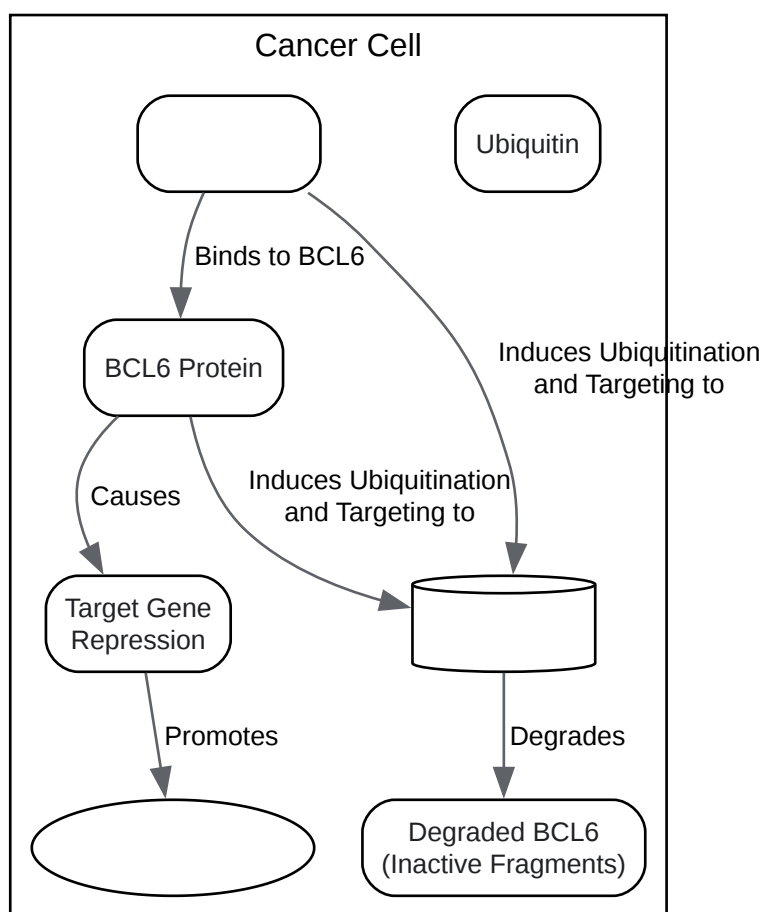 Cancer Cell
Ubiquitin
Binds to BCL6
Induces Ubiquitination
and Targeting to
BCL6 Protein
Causes
Induces Ubiquitination
and Targeting to
Target Gene
Repression
Promotes
Degrades
Degraded BCL6
(Inactive Fragments)